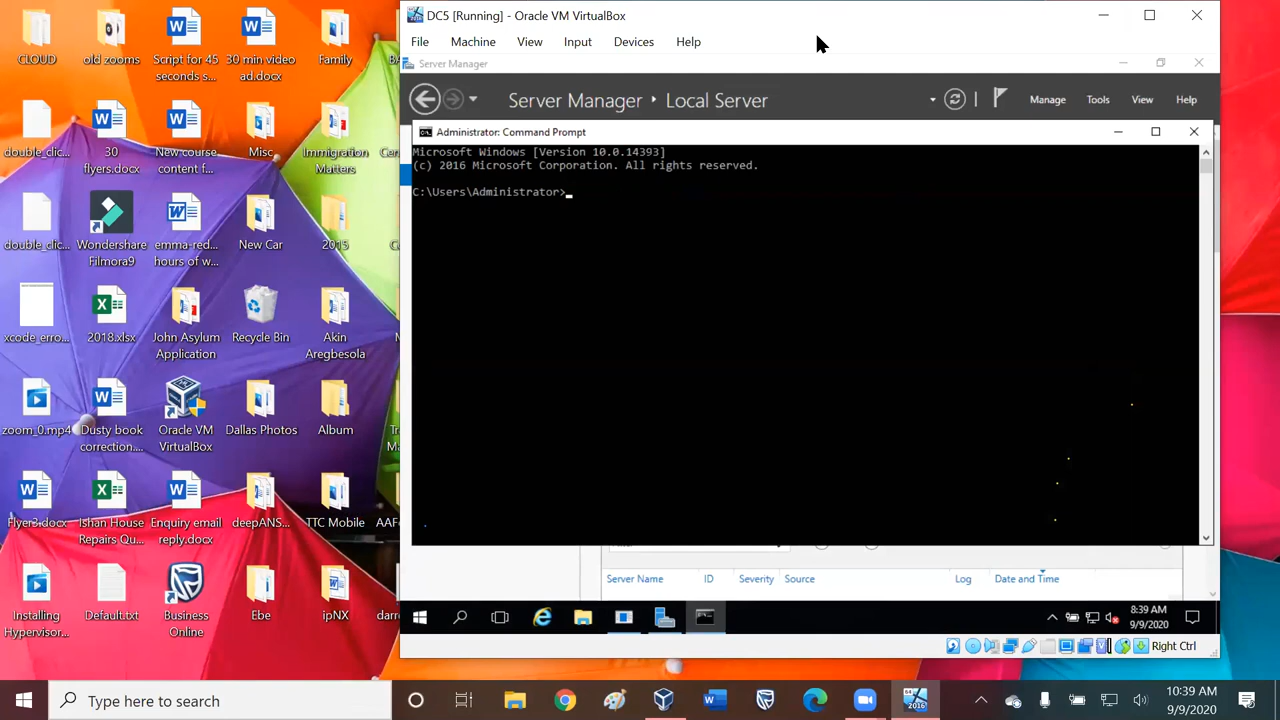 CLOUD
old zooms
Script for 45
seconds s...
30 min video
ad.docx
Family
double_clic...
30
flyers.docx
New course
content f...
Misc
Immigration
Matters
double_clic...
Wondershare
Filmora9
emma-red...
hours of w...
New Car
2015
xcode_erro...
2018.xlsx
John Asylum
Application
Recycle Bin
Akin
Aregbesola
zoom_0.mp4
Dusty book
correction....
Oracle VM
VirtualBox
Dallas Photos
Album
Flyer3.docx
Ishan House
Repairs Qu...
Enquiry email
reply.docx
deepANS...
TTC Mobile
AAF
Installing
Hypervisor...
Default.txt
Business
Online
Ebe
ipNX
darr
DC5 [Running] - Oracle VM VirtualBox
File Machine View Input Devices Help
Server Manager
Server Manager Local Server
Manage Tools View Help
Administrator: Command Prompt
Microsoft Windows [Version 10.0.14393]
(c) 2016 Microsoft Corporation. All rights reserved.
C:\Users\Administrator>
Server Name ID Severity Source Log Date and Time
8:39 AM
9/9/2020
Right Ctrl
Type here to search
64
2016
10:39 AM
9/9/2020